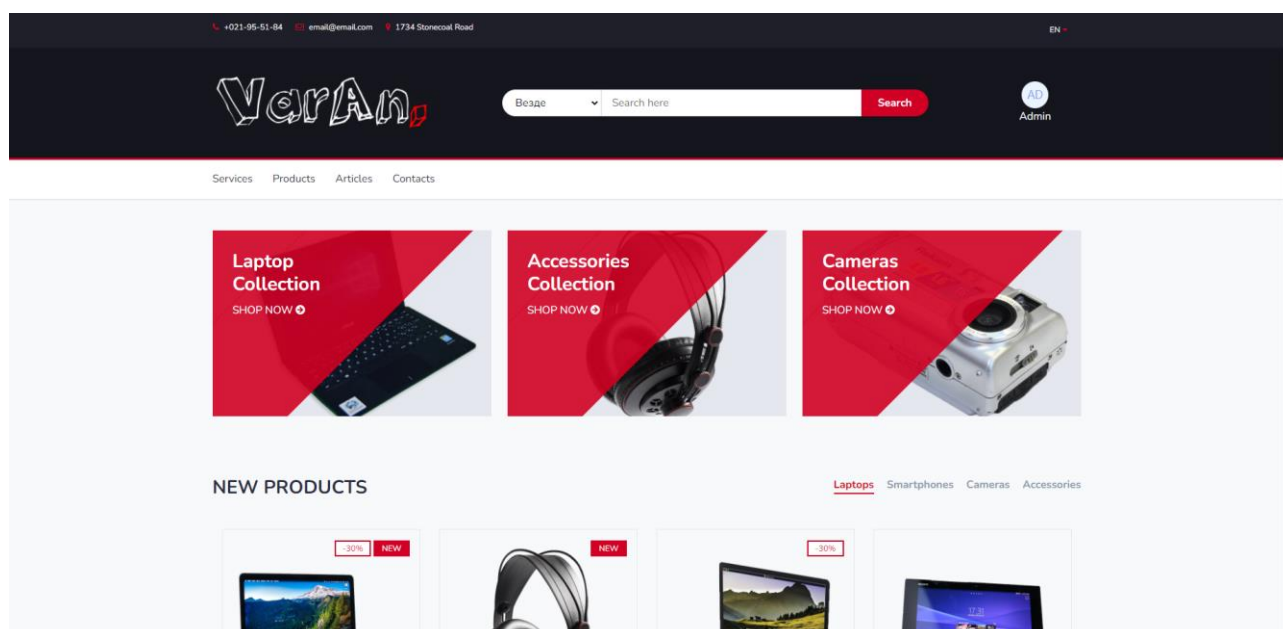 +021-95-51-84 email@email.com 1734 Stonecoal Road EN
VarAn
Везде Search here Search
AD
Admin
Services Products Articles Contacts
Laptop
Collection
SHOP NOW
Accessories
Collection
SHOP NOW
Cameras
Collection
SHOP NOW
NEW PRODUCTS
Laptops Smartphones Cameras Accessories
-30% NEW
NEW
-30%
17:35